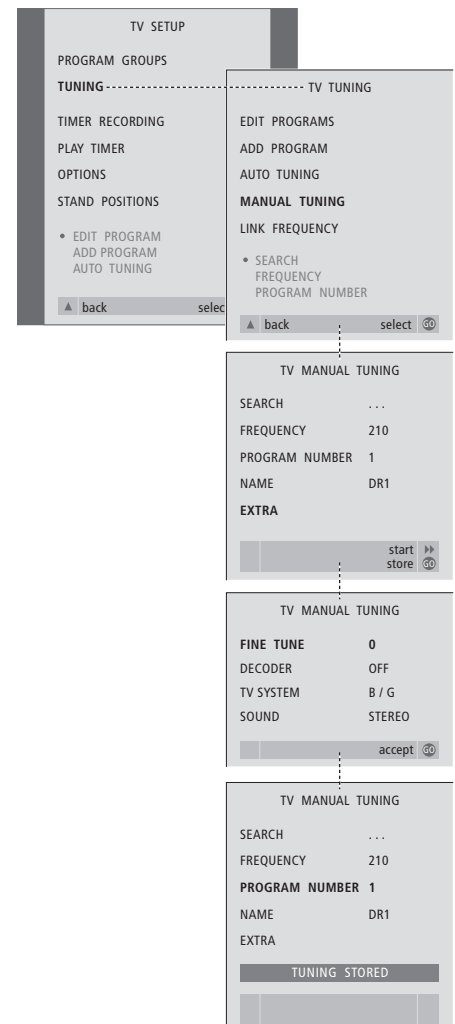 TV SETUP
PROGRAM GROUPS
TUNING
TIMER RECORDING
PLAY TIMER
OPTIONS
STAND POSITIONS
• EDIT PROGRAM
ADD PROGRAM
AUTO TUNING
back selec
TV TUNING
EDIT PROGRAMS
ADD PROGRAM
AUTO TUNING
MANUAL TUNING
LINK FREQUENCY
• SEARCH
FREQUENCY
PROGRAM NUMBER
back select GO
TV MANUAL TUNING
SEARCH . . .
FREQUENCY 210
PROGRAM NUMBER 1
NAME DR1
EXTRA
start
store GO
TV MANUAL TUNING
FINE TUNE 0
DECODER OFF
TV SYSTEM B / G
SOUND STEREO
accept GO
TV MANUAL TUNING
SEARCH . . .
FREQUENCY 210
PROGRAM NUMBER 1
NAME DR1
EXTRA
TUNING STORED